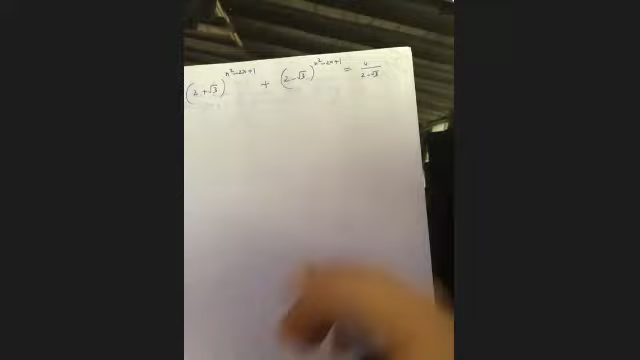 (2+√3)^(x²-2x+1) + (2-√3)^(x²-2x+1) = 4/(2-√3)